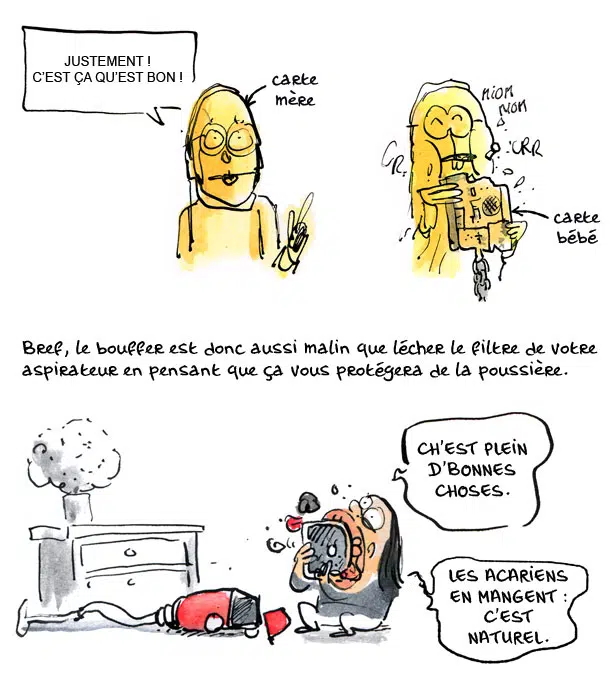 JUSTEMENT !
C'EST ÇA QU'EST BON !
carte
mère
MIOM
MOM
GR
CRR
carte
bébé
Bref, le bouffer est donc aussi malin que lécher le filtre de votre
aspirateur en pensant que ça vous protégera de la poussière.
CH'EST PLEIN
D'BONNES
CHOSES.
LES ACARIENS
EN MANGENT :
C'EST
NATUREL.